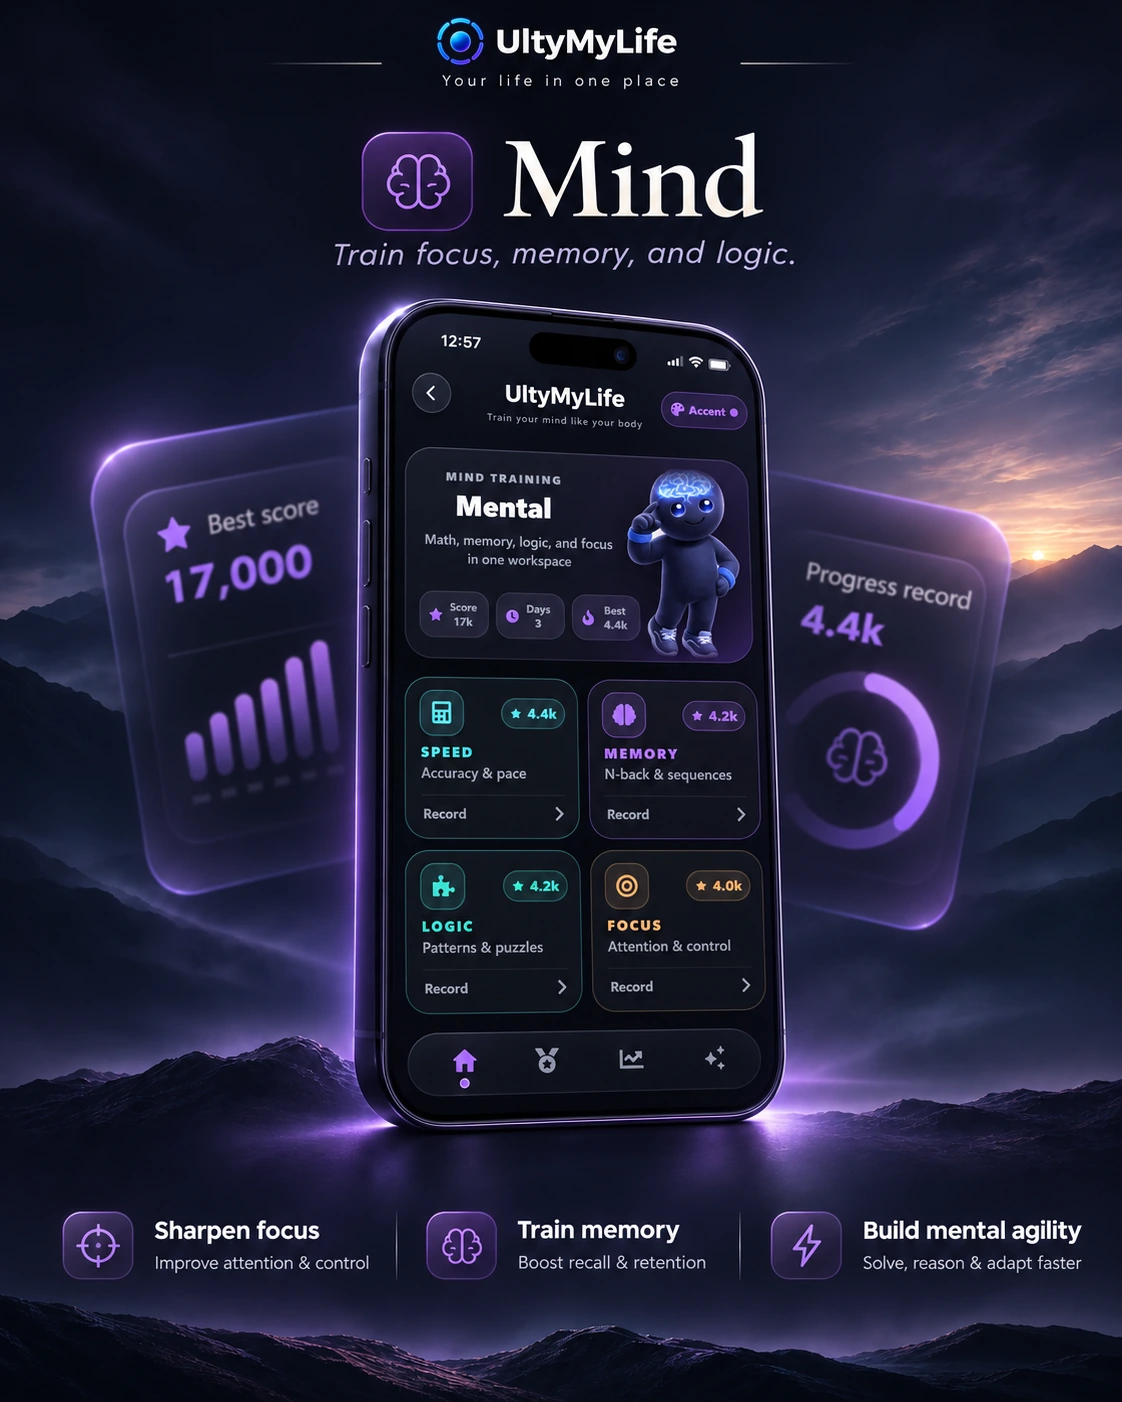 UltyMyLife
Your life in one place
Mind
Train focus, memory, and logic.
12:57
UltyMyLife
Train your mind like your body
Accent
MIND TRAINING
Mental
Math, memory, logic, and focus
in one workspace
Score
17k
Days
3
Best
4.4k
Best score
17,000
Progress record
4.4k
4.4k
SPEED
Accuracy & pace
Record
4.2k
MEMORY
N-back & sequences
Record
4.2k
LOGIC
Patterns & puzzles
Record
4.0k
FOCUS
Attention & control
Record
Sharpen focus
Improve attention & control
Train memory
Boost recall & retention
Build mental agility
Solve, reason & adapt faster